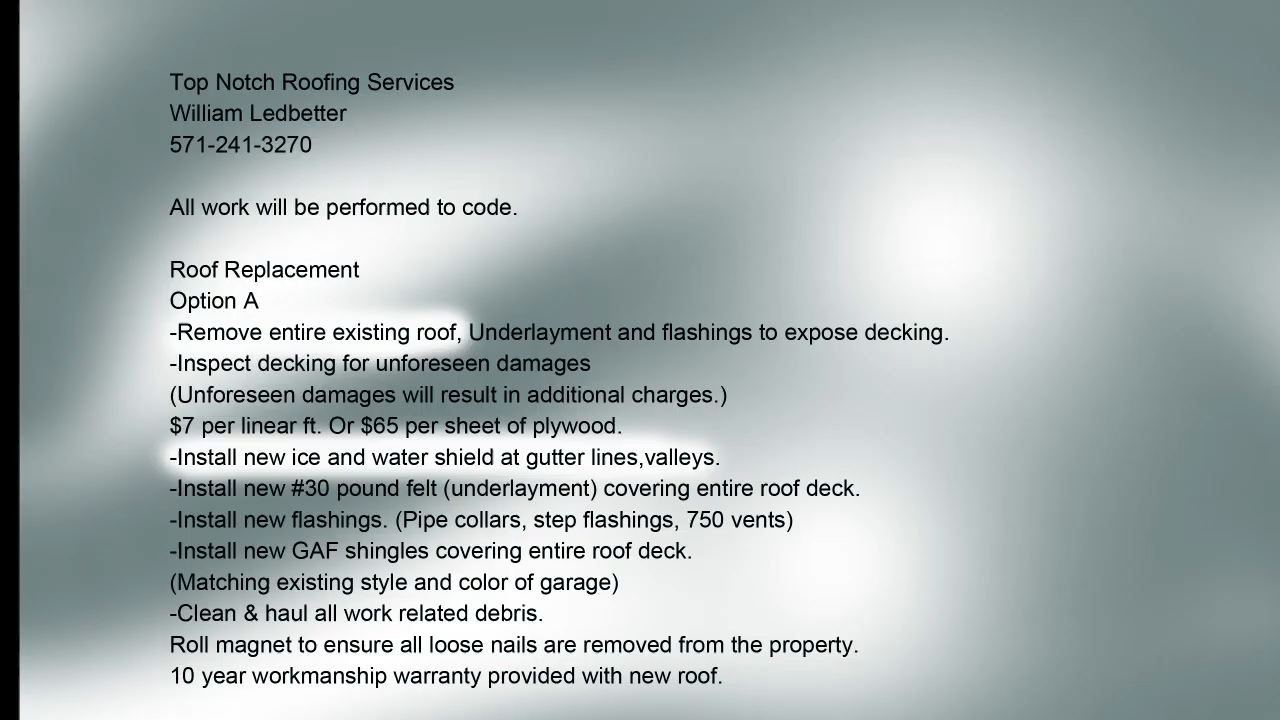 Top Notch Roofing Services
William Ledbetter
571-241-3270
All work will be performed to code.
Roof Replacement
Option A
-Remove entire existing roof, Underlayment and flashings to expose decking.
-Inspect decking for unforeseen damages
(Unforeseen damages will result in additional charges.)
$7 per linear ft. Or $65 per sheet of plywood.
-Install new ice and water shield at gutter lines,valleys.
-Install new #30 pound felt (underlayment) covering entire roof deck.
-Install new flashings. (Pipe collars, step flashings, 750 vents)
-Install new GAF shingles covering entire roof deck.
(Matching existing style and color of garage)
-Clean & haul all work related debris.
Roll magnet to ensure all loose nails are removed from the property.
10 year workmanship warranty provided with new roof.